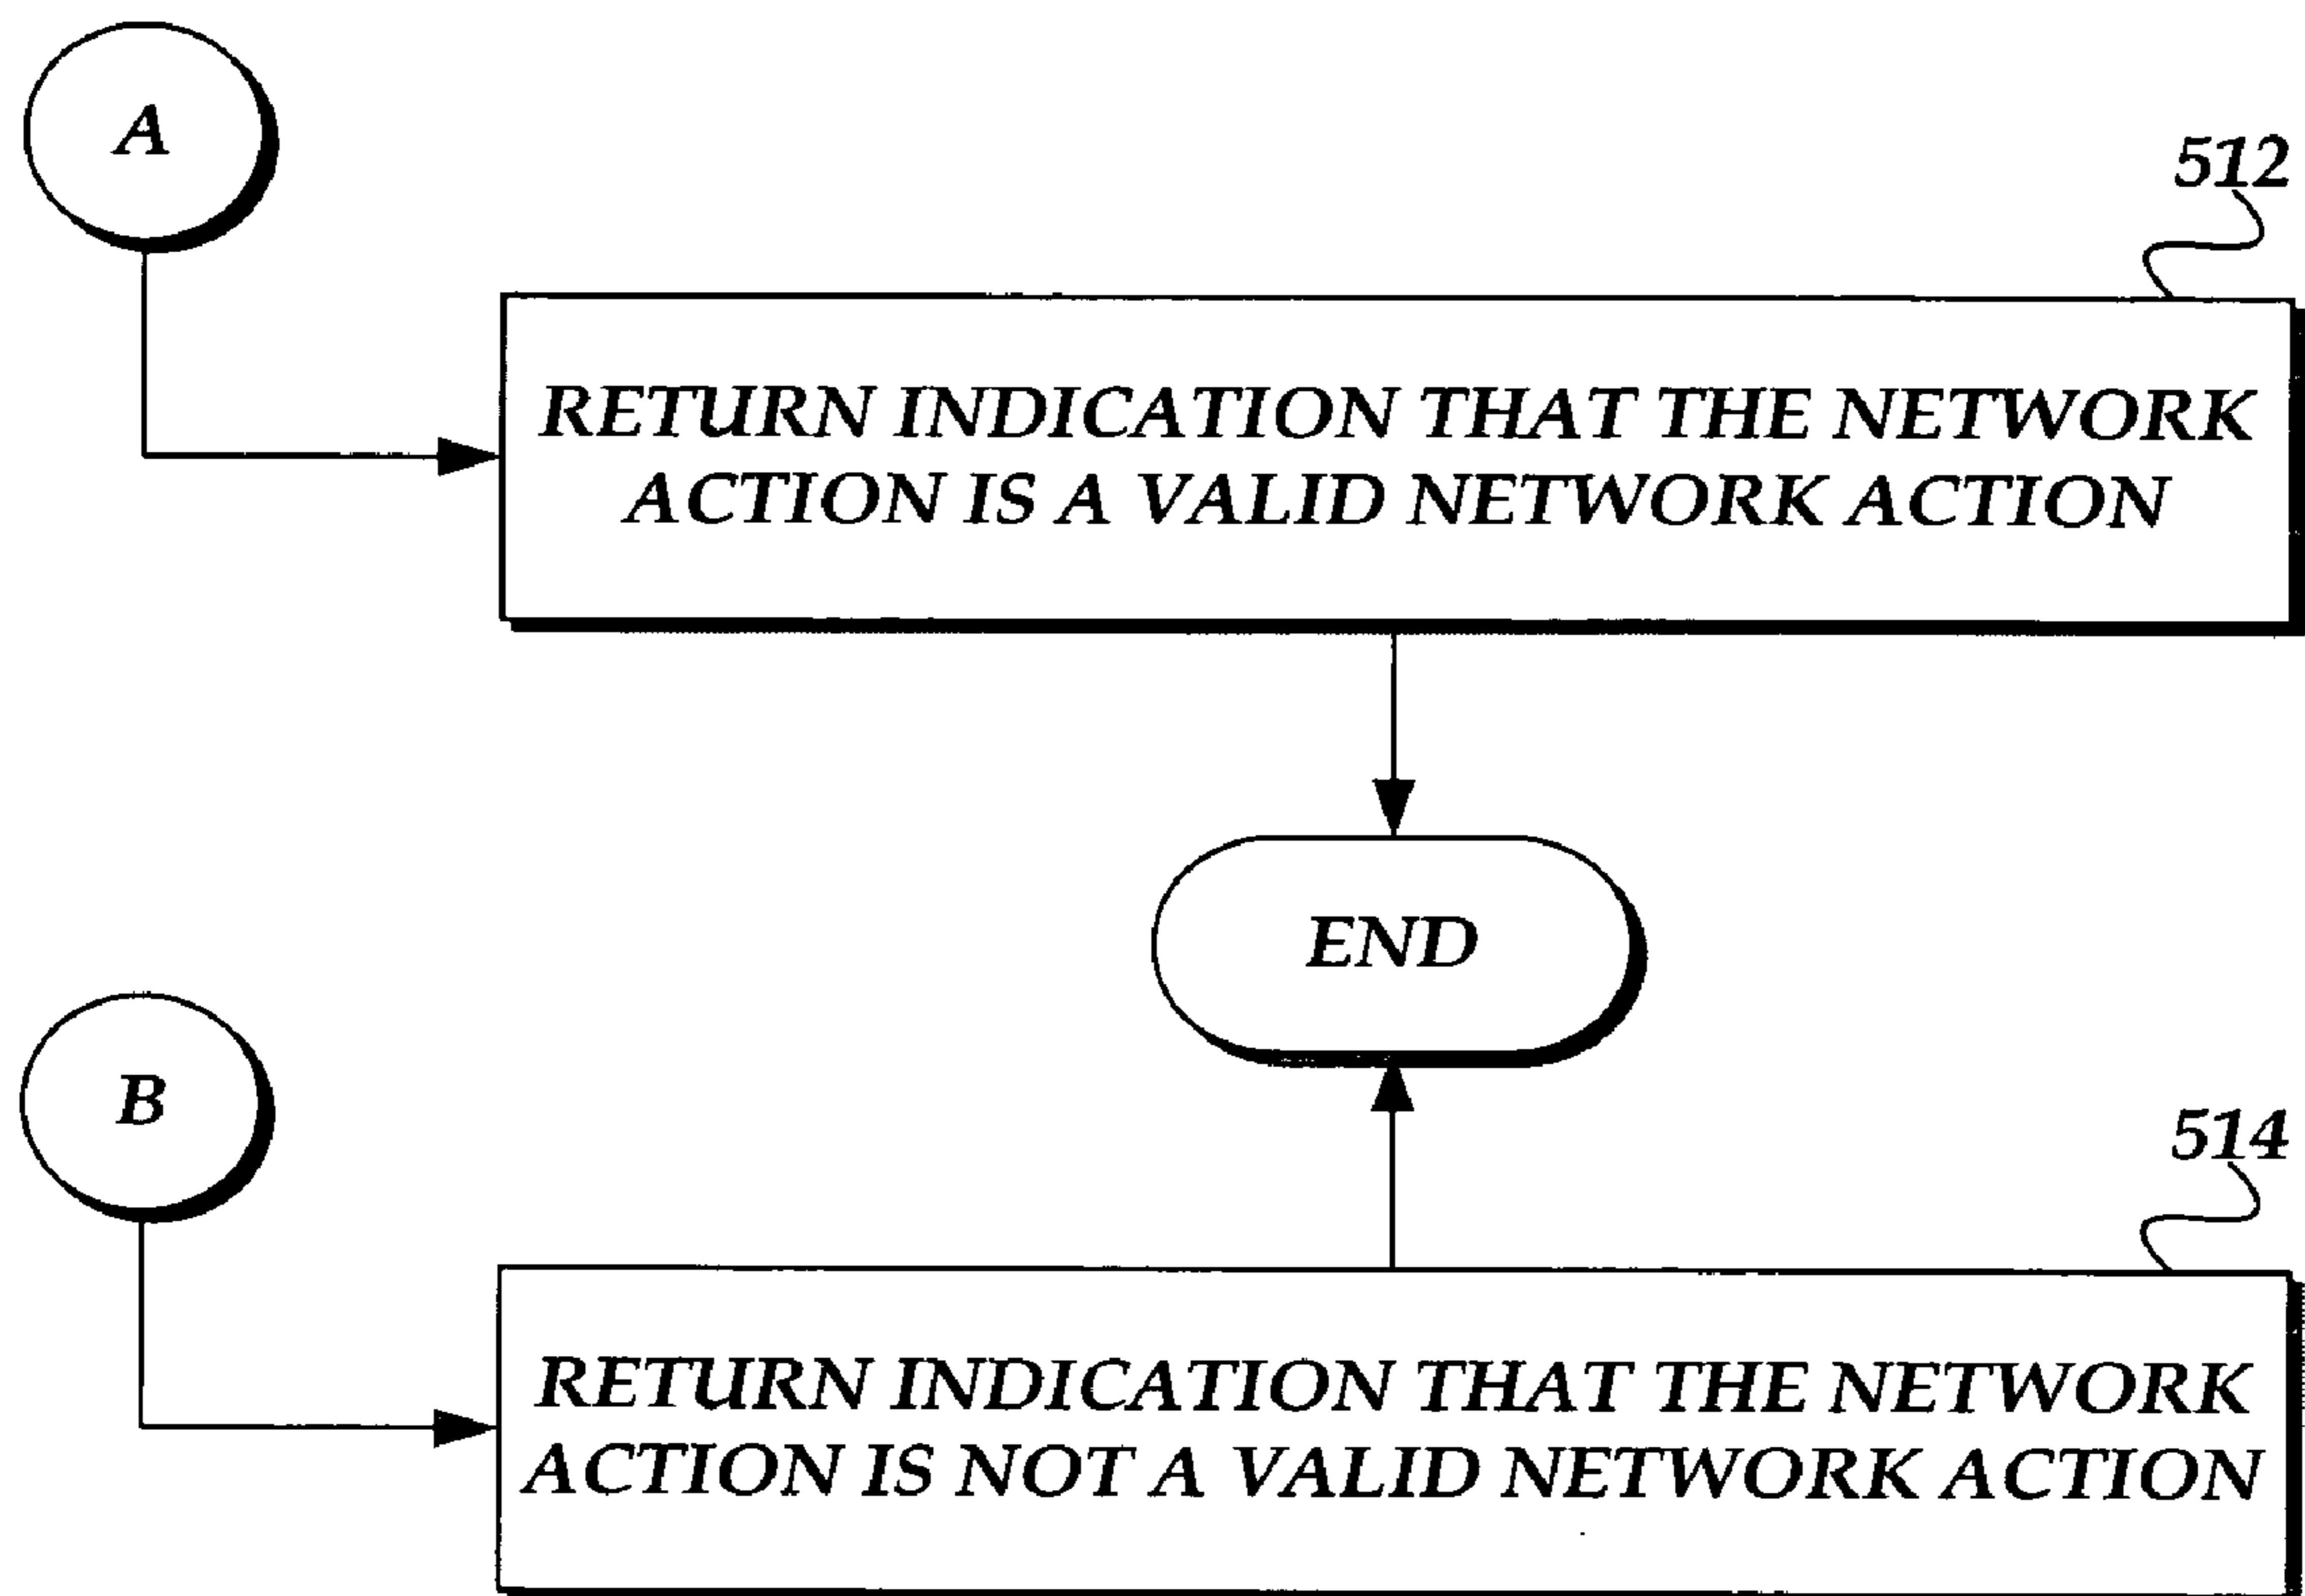 A
512
RETURN INDICATION THAT THE NETWORK
ACTION IS A VALID NETWORK ACTION
END
B
514
RETURN INDICATION THAT THE NETWORK
ACTION IS NOT A VALID NETWORK ACTION